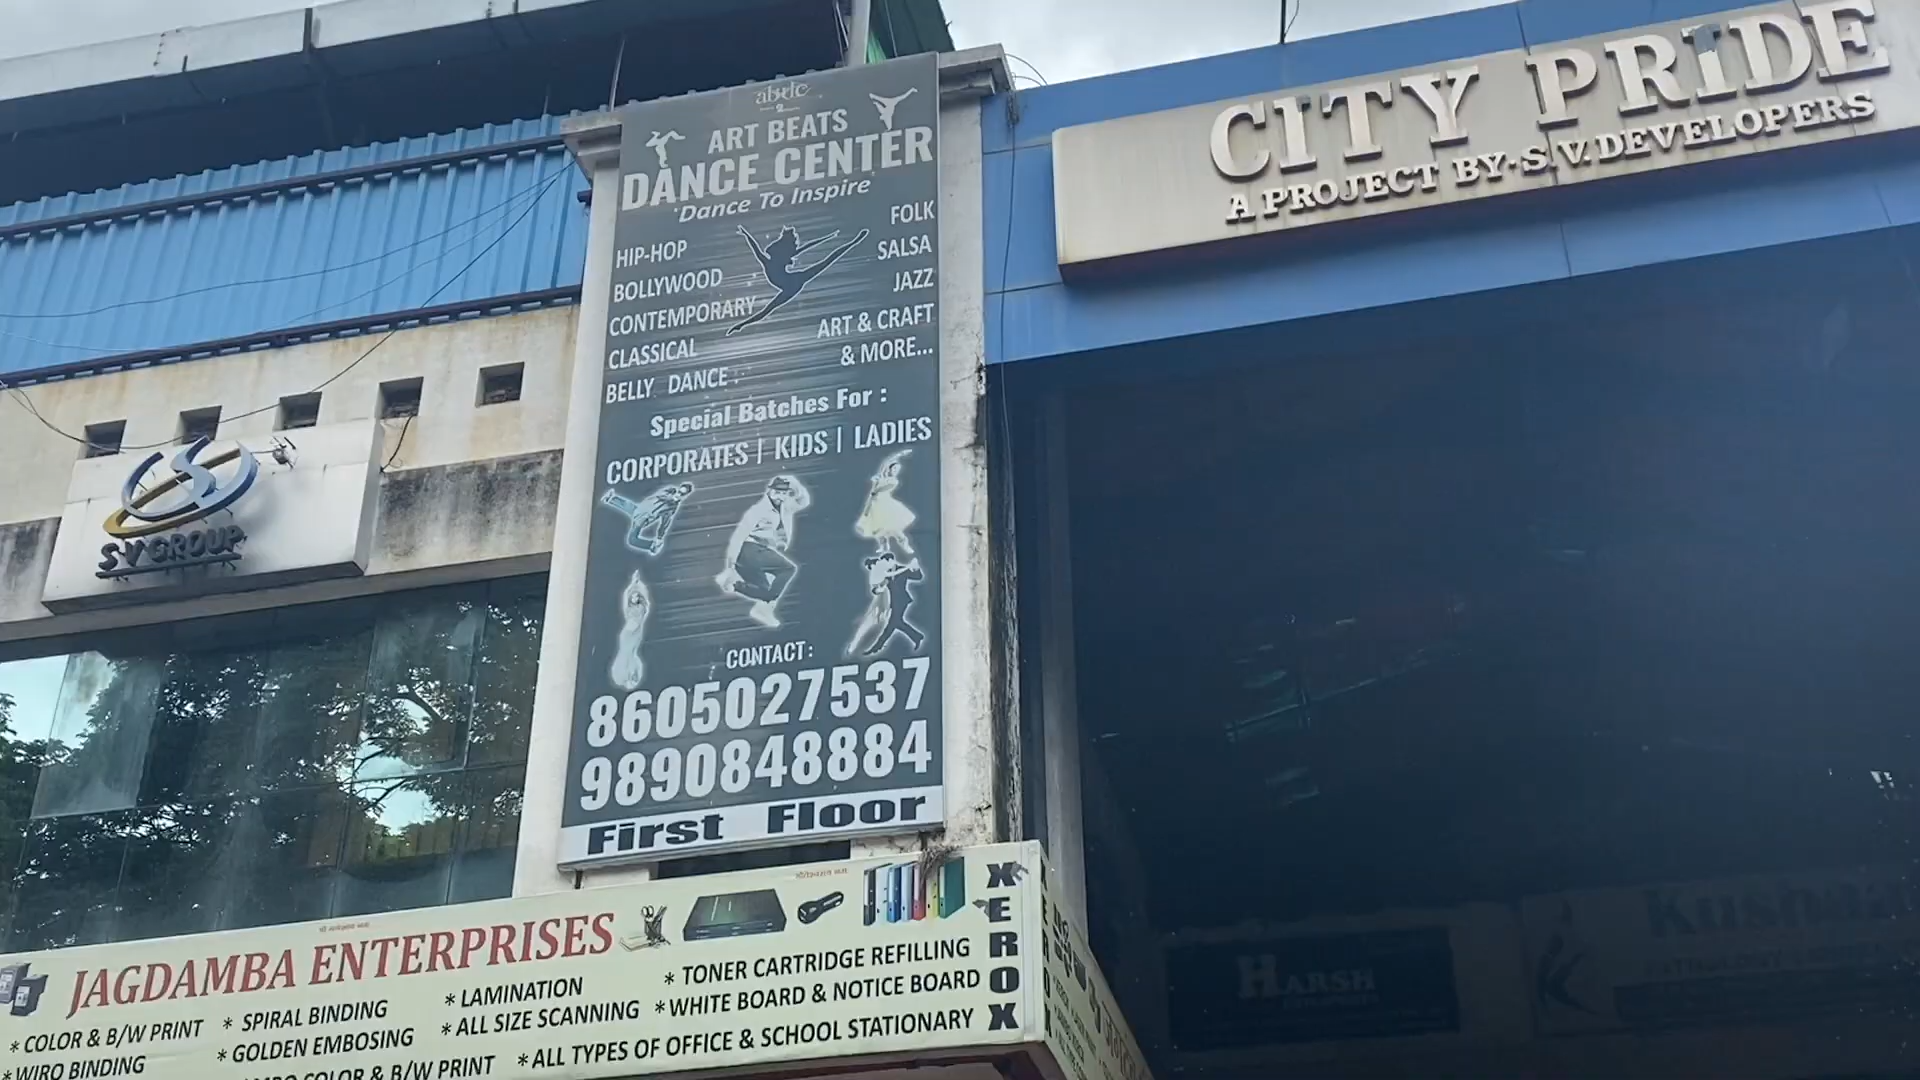 CITY PRIDE
A PROJECT BY-S.V.DEVELOPERS
ART BEATS
DANCE CENTER
Dance To Inspire
HIP-HOP
BOLLYWOOD
CONTEMPORARY
CLASSICAL
BELLY DANCE
FOLK
SALSA
JAZZ
ART & CRAFT
& MORE...
Special Batches For :
CORPORATES | KIDS | LADIES
CONTACT :
8605027537
9890848884
First Floor
S V GROUP
JAGDAMBA ENTERPRISES
* COLOR & B/W PRINT
* WIRO BINDING
* SPIRAL BINDING
* GOLDEN EMBOSING
COLOR & B/W PRINT
* LAMINATION
* ALL SIZE SCANNING
* TONER CARTRIDGE REFILLING
* WHITE BOARD & NOTICE BOARD
* ALL TYPES OF OFFICE & SCHOOL STATIONARY
XEROX
HARSH